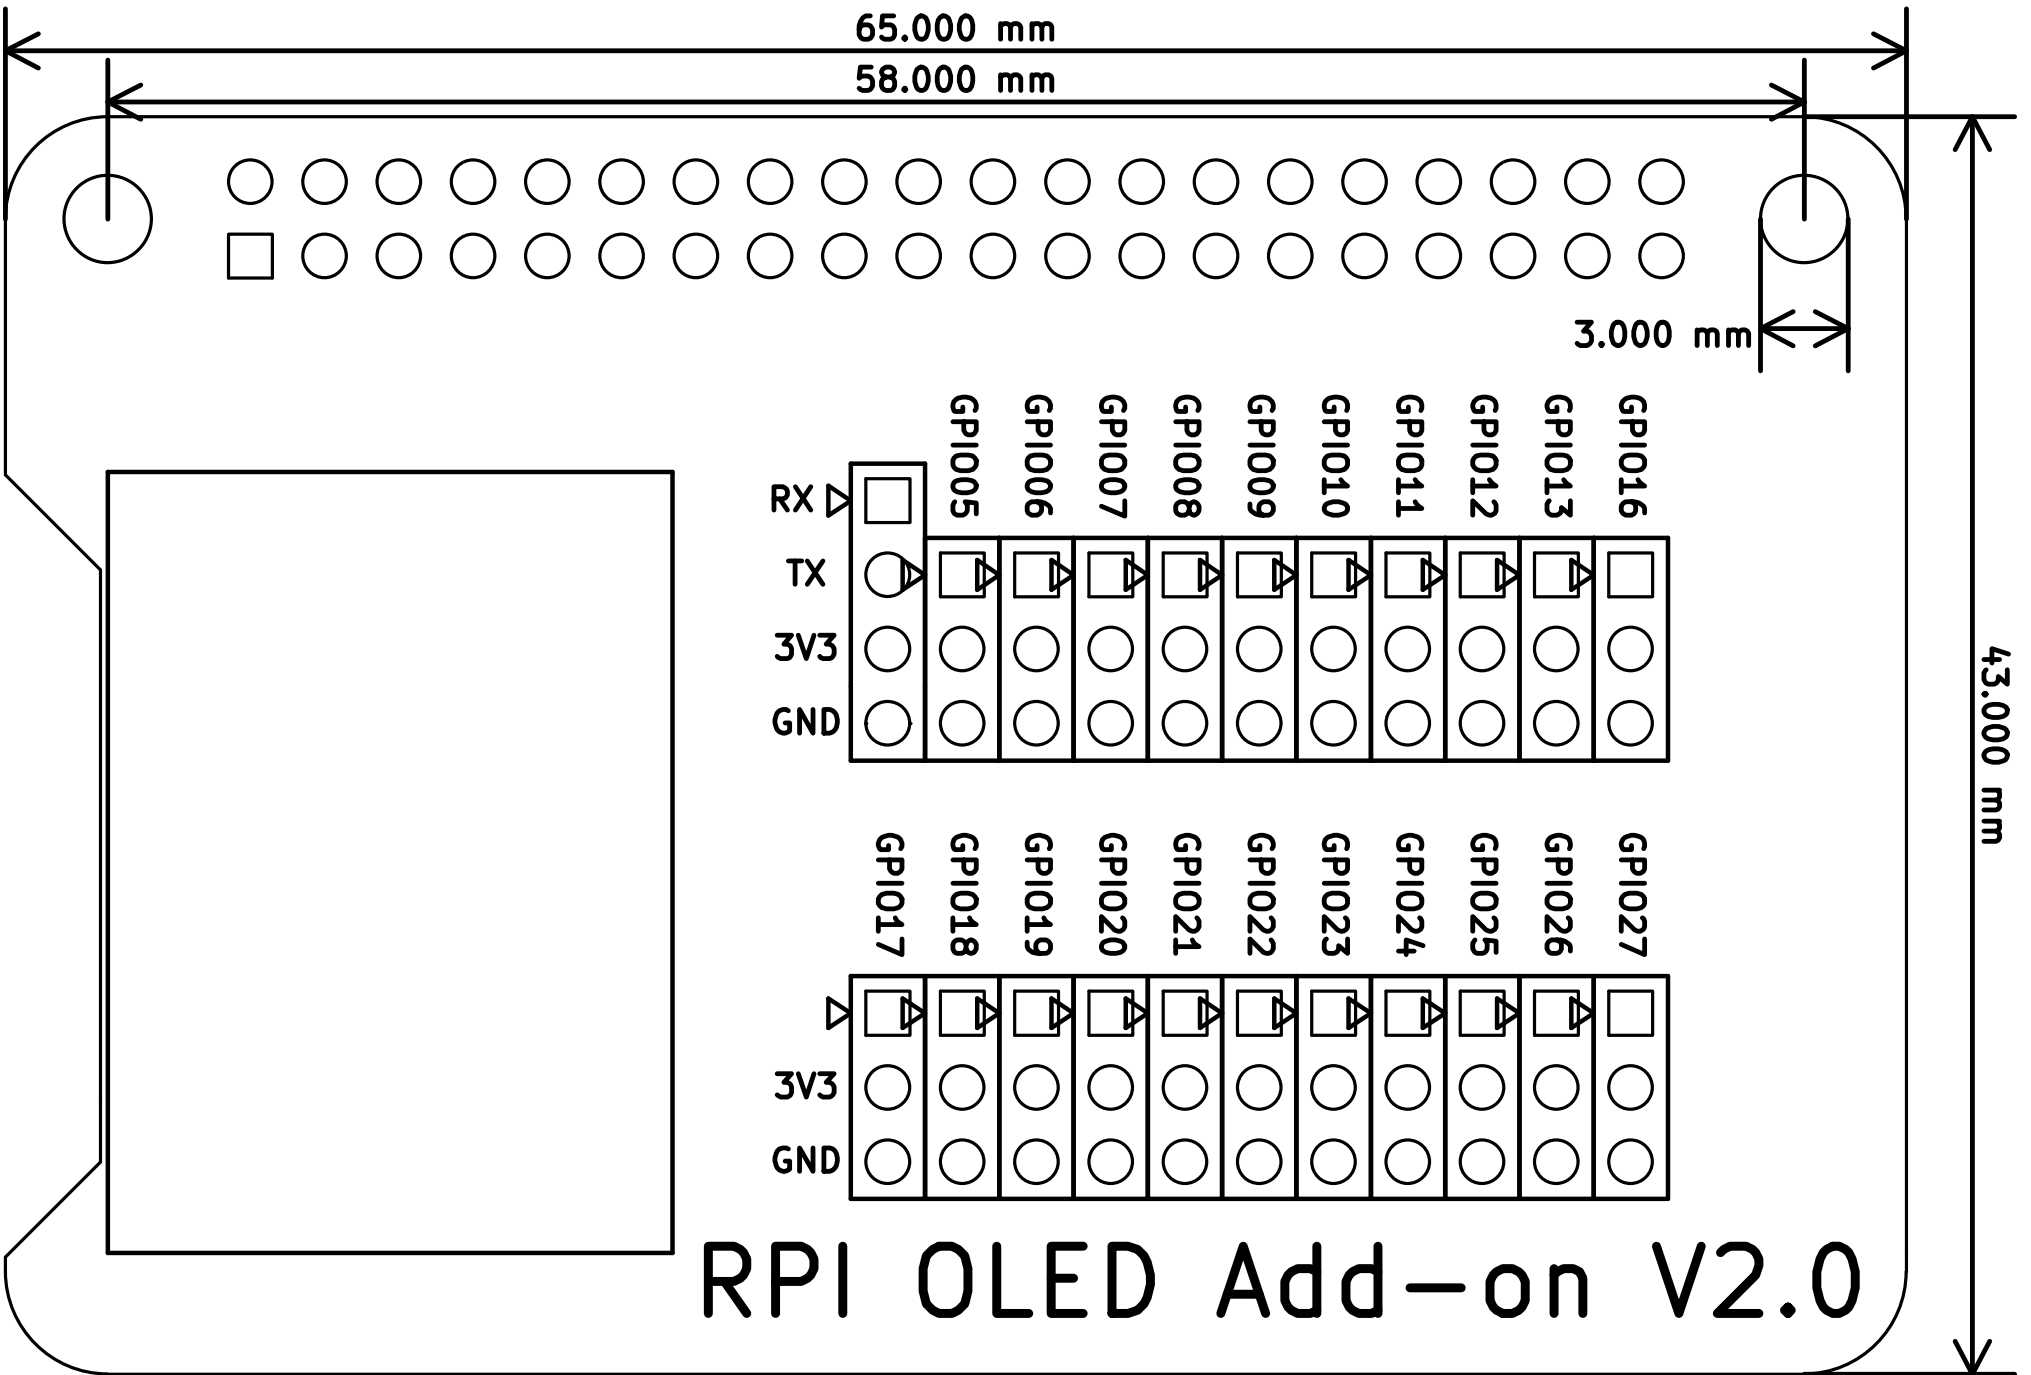 65.000 mm
58.000 mm
3.000 mm
43.000 mm
GPIO05
GPIO06
GPIO07
GPIO08
GPIO09
GPIO10
GPIO11
GPIO12
GPIO13
GPIO16
RX
TX
3V3
GND
GPIO17
GPIO18
GPIO19
GPIO20
GPIO21
GPIO22
GPIO23
GPIO24
GPIO25
GPIO26
GPIO27
3V3
GND
RPI OLED Add-on V2.0